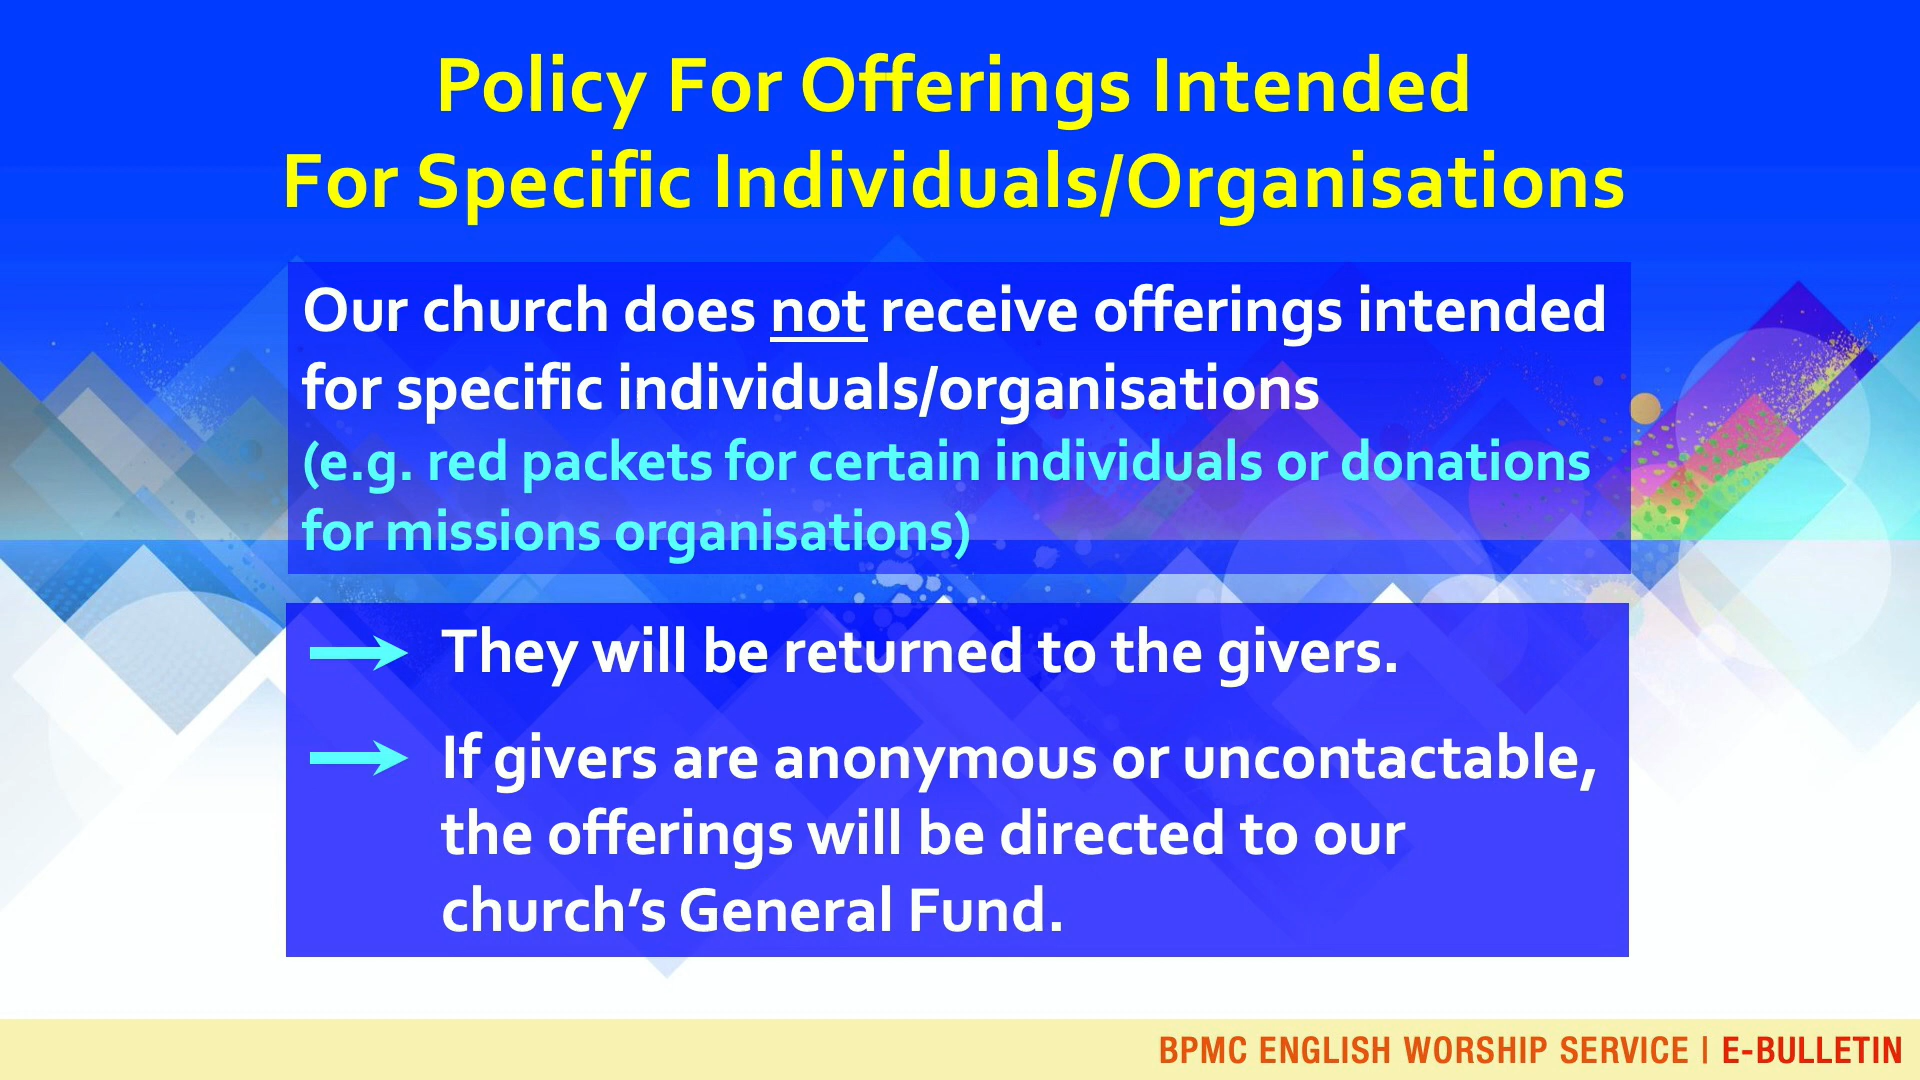 Policy For Offerings Intended
For Specific Individuals/Organisations
Our church does not receive offerings intended
for specific individuals/organisations
(e.g. red packets for certain individuals or donations
for missions organisations)
They will be returned to the givers.
If givers are anonymous or uncontactable,
the offerings will be directed to our
church’s General Fund.
BPMC ENGLISH WORSHIP SERVICE | E-BULLETIN